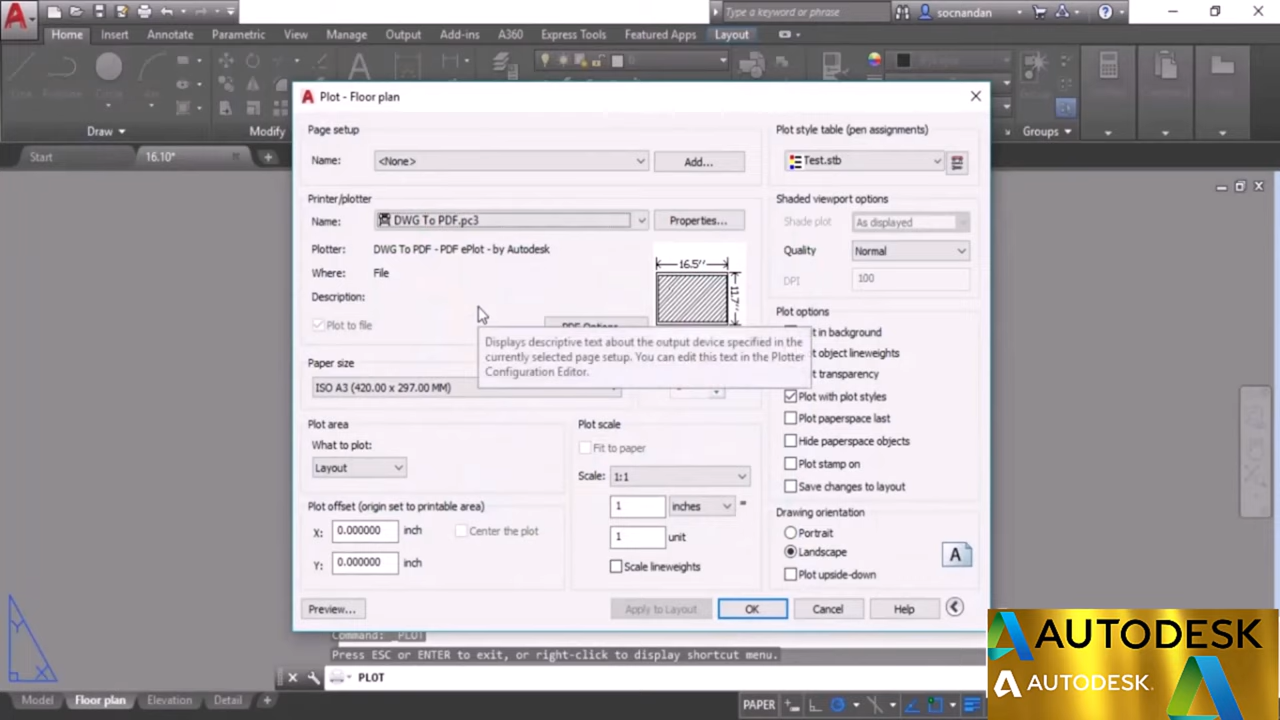 Type a keyword or phrase
socnandan
Home Insert Annotate Parametric View Manage Output Add-ins A360 Express Tools Featured Apps Layout
Draw
Modify
Groups
Start
16.10*
Plot - Floor plan
Page setup
Name: <None> Add...
Printer/plotter
Name: DWG To PDF.pc3 Properties...
Plotter: DWG To PDF - PDF ePlot - by Autodesk
Where: File
Description:
Plot to file
16.5''
11.7''
Displays descriptive text about the output device specified in the
currently selected page setup. You can edit this text in the Plotter
Configuration Editor.
Paper size
ISO A3 (420.00 x 297.00 MM)
Plot area
What to plot:
Layout
Plot scale
Fit to paper
Scale: 1:1
1 inches =
1 unit
Scale lineweights
Plot offset (origin set to printable area)
X: 0.000000 inch Center the plot
Y: 0.000000 inch
Plot style table (pen assignments)
Test.stb
Shaded viewport options
Shade plot As displayed
Quality Normal
DPI 100
Plot options
in background
object lineweights
transparency
Plot with plot styles
Plot paperspace last
Hide paperspace objects
Plot stamp on
Save changes to layout
Drawing orientation
Portrait
Landscape
Plot upside-down
A
Preview... Apply to Layout OK Cancel Help
Command: _PLOT
Press ESC or ENTER to exit, or right-click to display shortcut menu.
PLOT
Y
X
Model Floor plan Elevation Detail
PAPER
AUTODESK
AUTODESK.